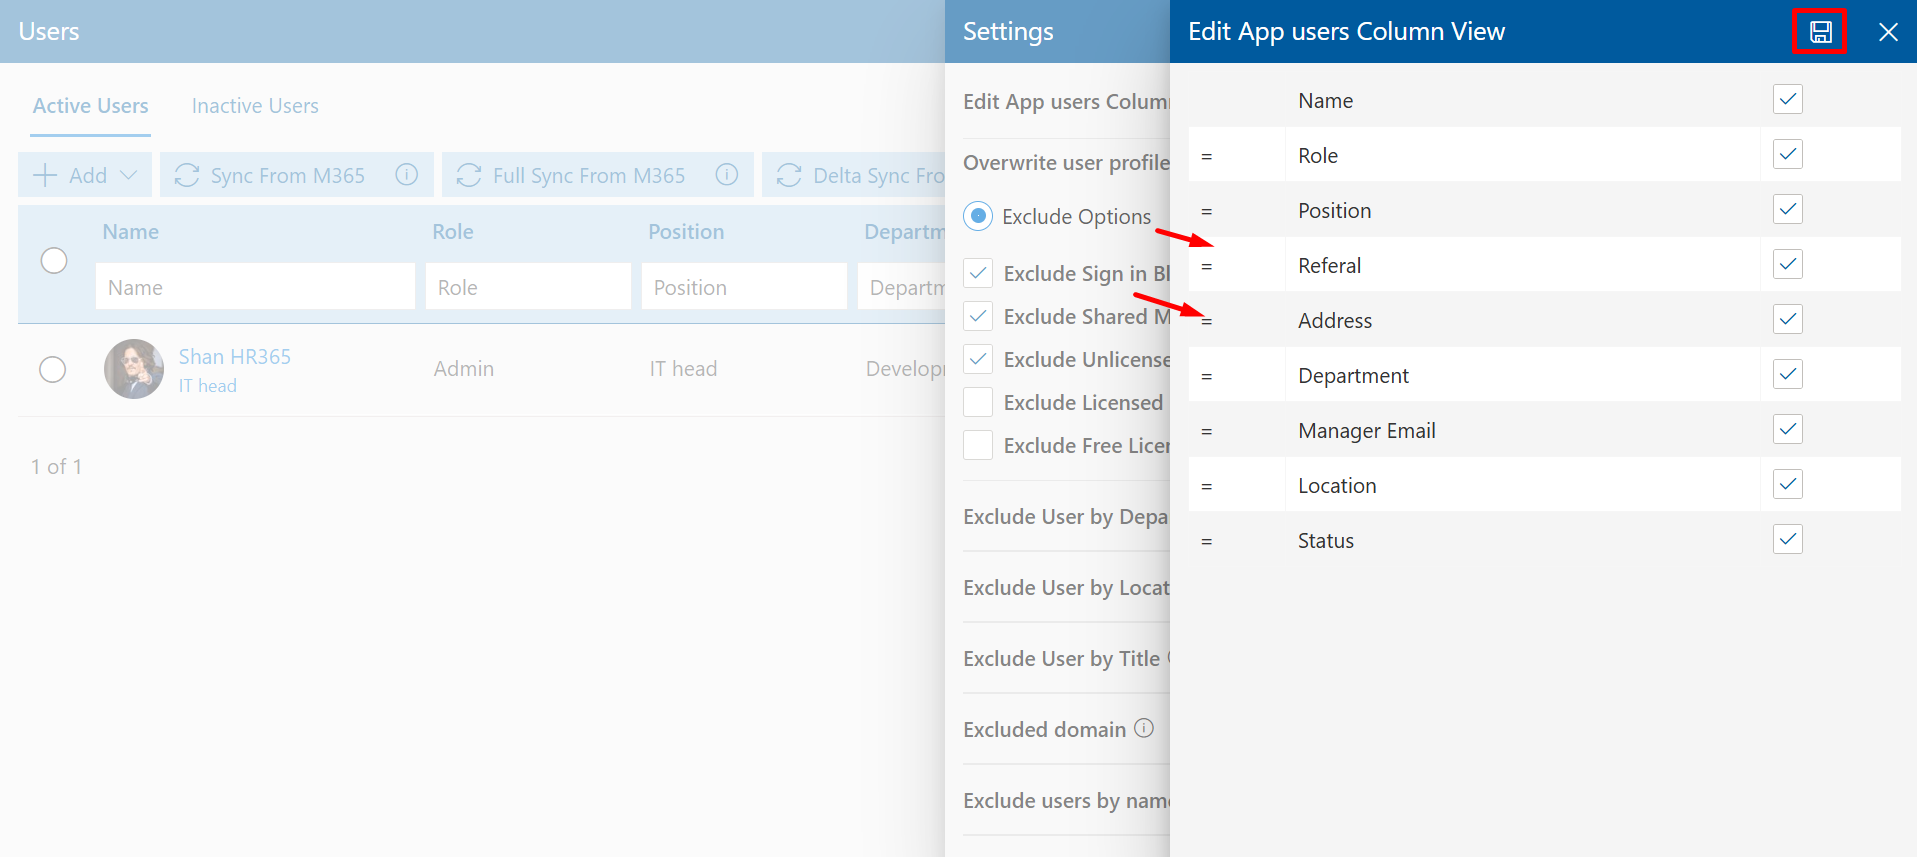 Users
Active Users
Inactive Users
Add
Sync From M365
Full Sync From M365
Delta Sync Fro
Name
Role
Position
Departm
Name
Role
Position
Departm
Shan HR365
IT head
Admin
IT head
Develop
1 of 1
Settings
Edit App users Colum
Overwrite user profile
Exclude Options
Exclude Sign in Bl
Exclude Shared M
Exclude Unlicense
Exclude Licensed
Exclude Free Licen
Exclude User by Depa
Exclude User by Locat
Exclude User by Title
Excluded domain
Exclude users by name
Edit App users Column View
Name
= Role
= Position
= Referal
= Address
= Department
= Manager Email
= Location
= Status